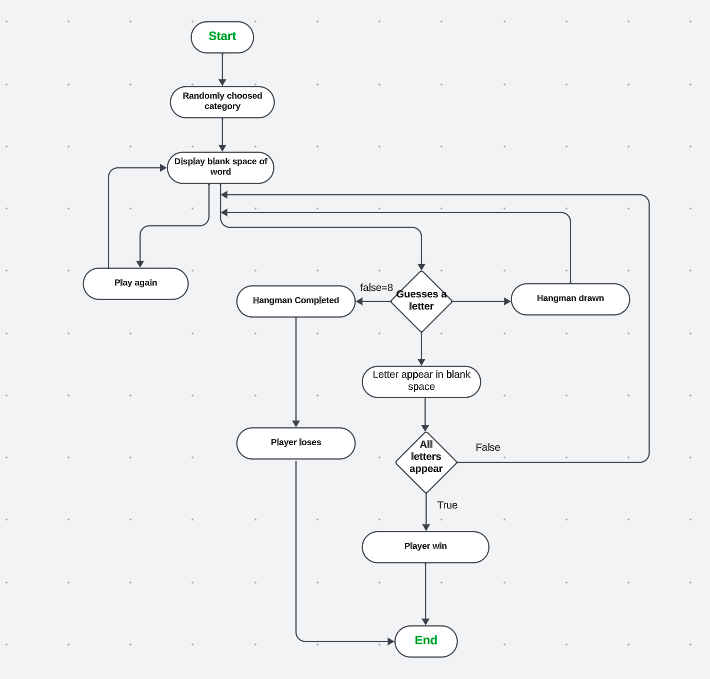 Start
Randomly choosed
category
Display blank space of
word
Play again
Hangman Completed
false=8
Guesses a
letter
Hangman drawn
Letter appear in blank
space
Player loses
All
letters
appear
False
True
Player win
End